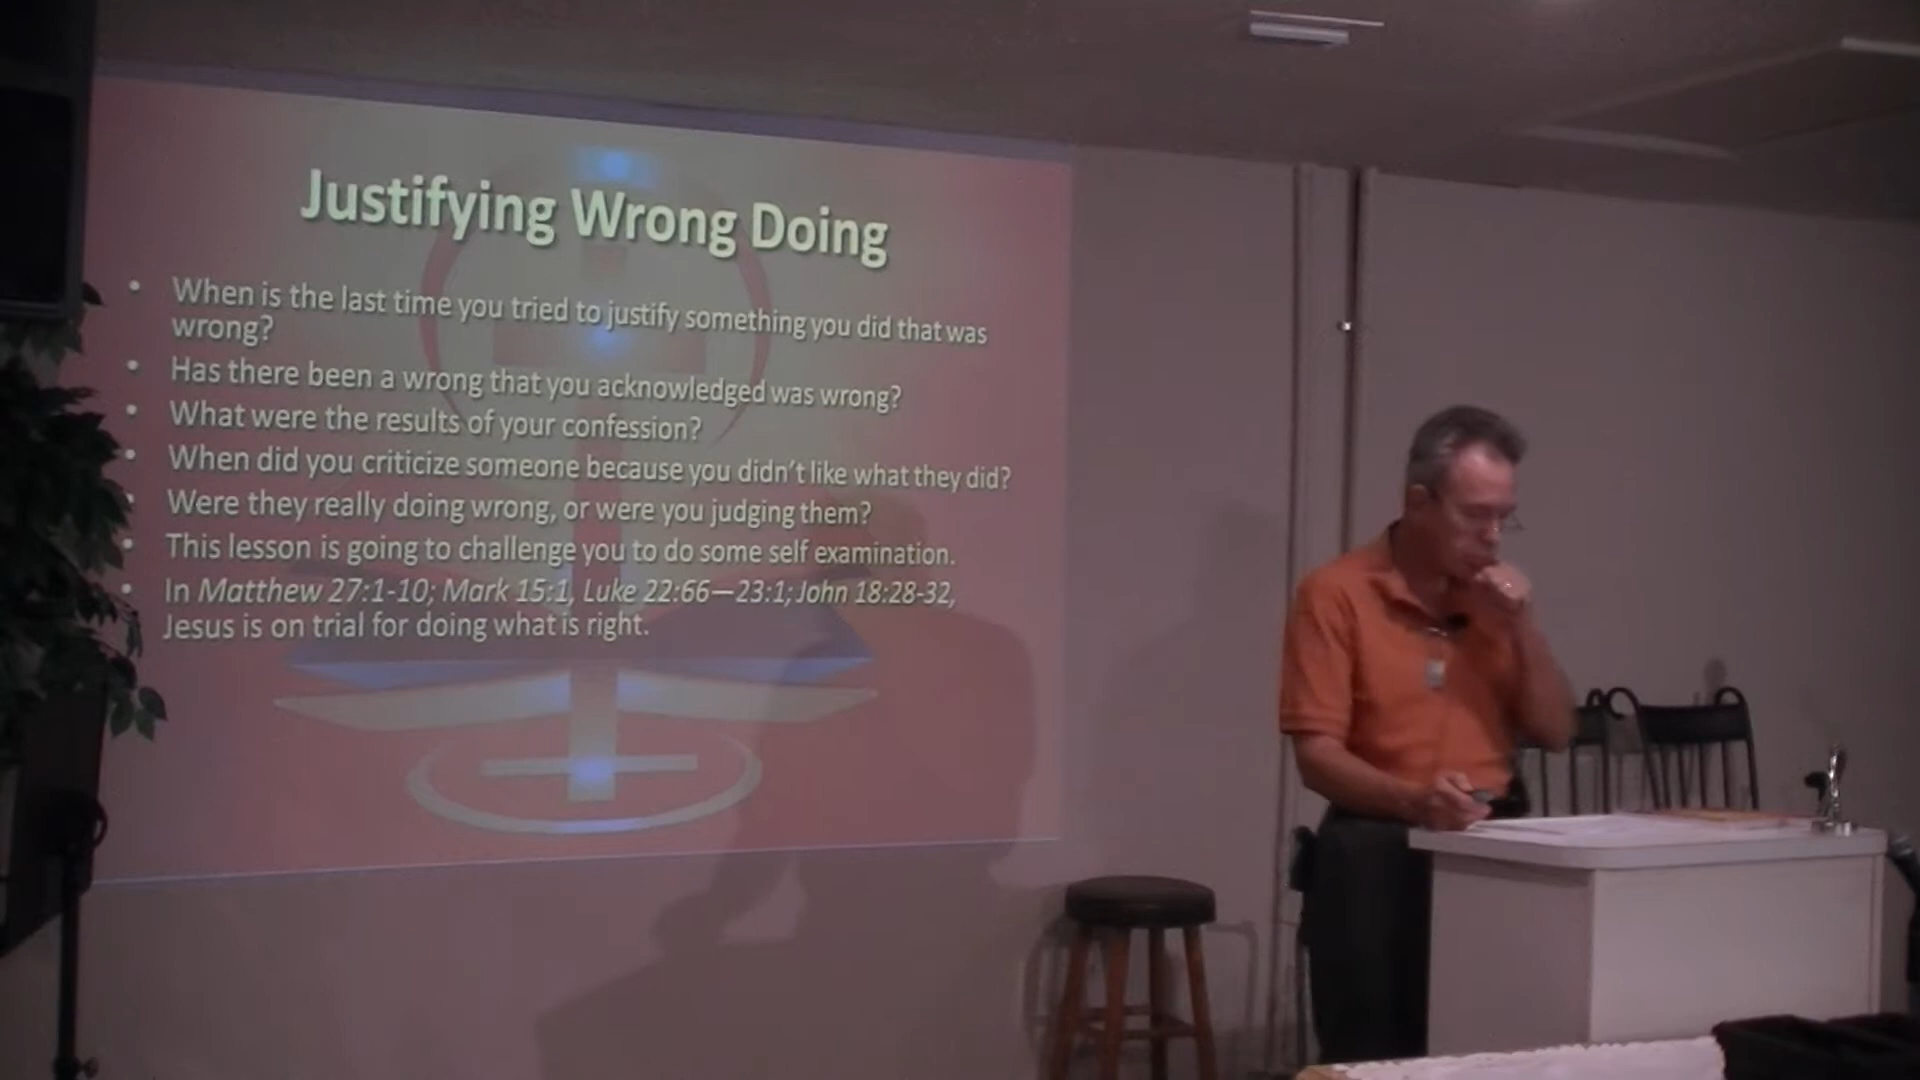 Justifying Wrong Doing
• When is the last time you tried to justify something you did that was
wrong?
• Has there been a wrong that you acknowledged was wrong?
• What were the results of your confession?
• When did you criticize someone because you didn't like what they did?
• Were they really doing wrong, or were you judging them?
• This lesson is going to challenge you to do some self examination.
• In Matthew 27:1-10; Mark 15:1, Luke 22:66—23:1; John 18:28-32,
Jesus is on trial for doing what is right.